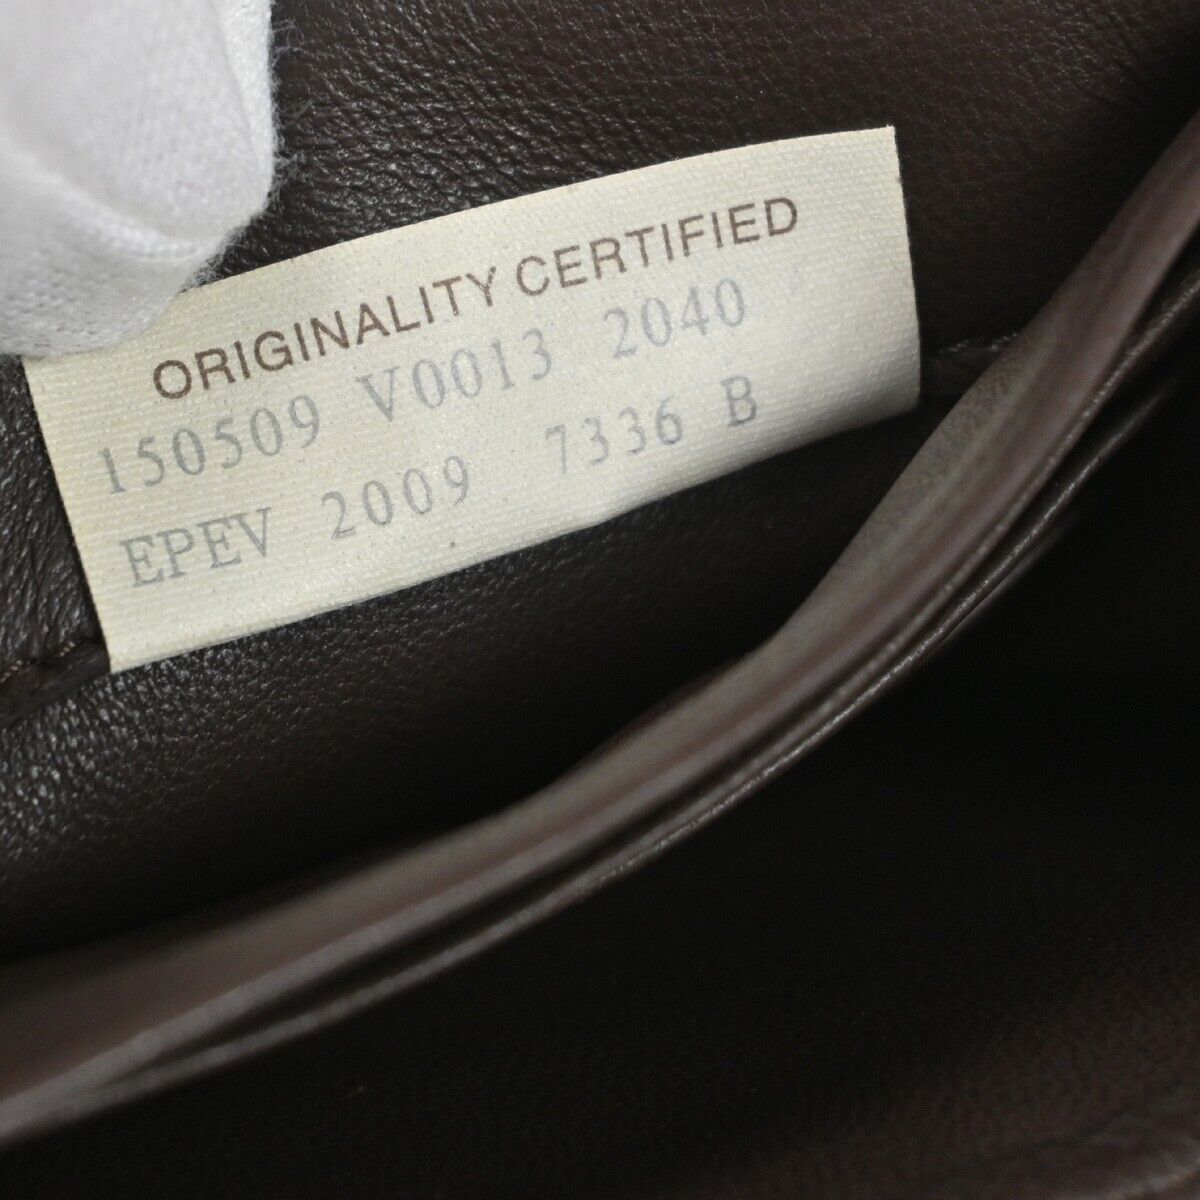 ORIGINALITY CERTIFIED
150509 V0013 2040
EPEV 2009 7336 B